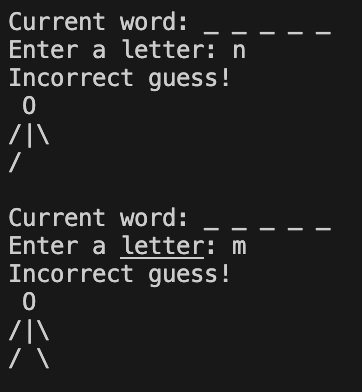 Current word: _ _ _ _ _
Enter a letter: n
Incorrect guess!
 O
/|\
/

Current word: _ _ _ _ _
Enter a letter: m
Incorrect guess!
 O
/|\
/ \